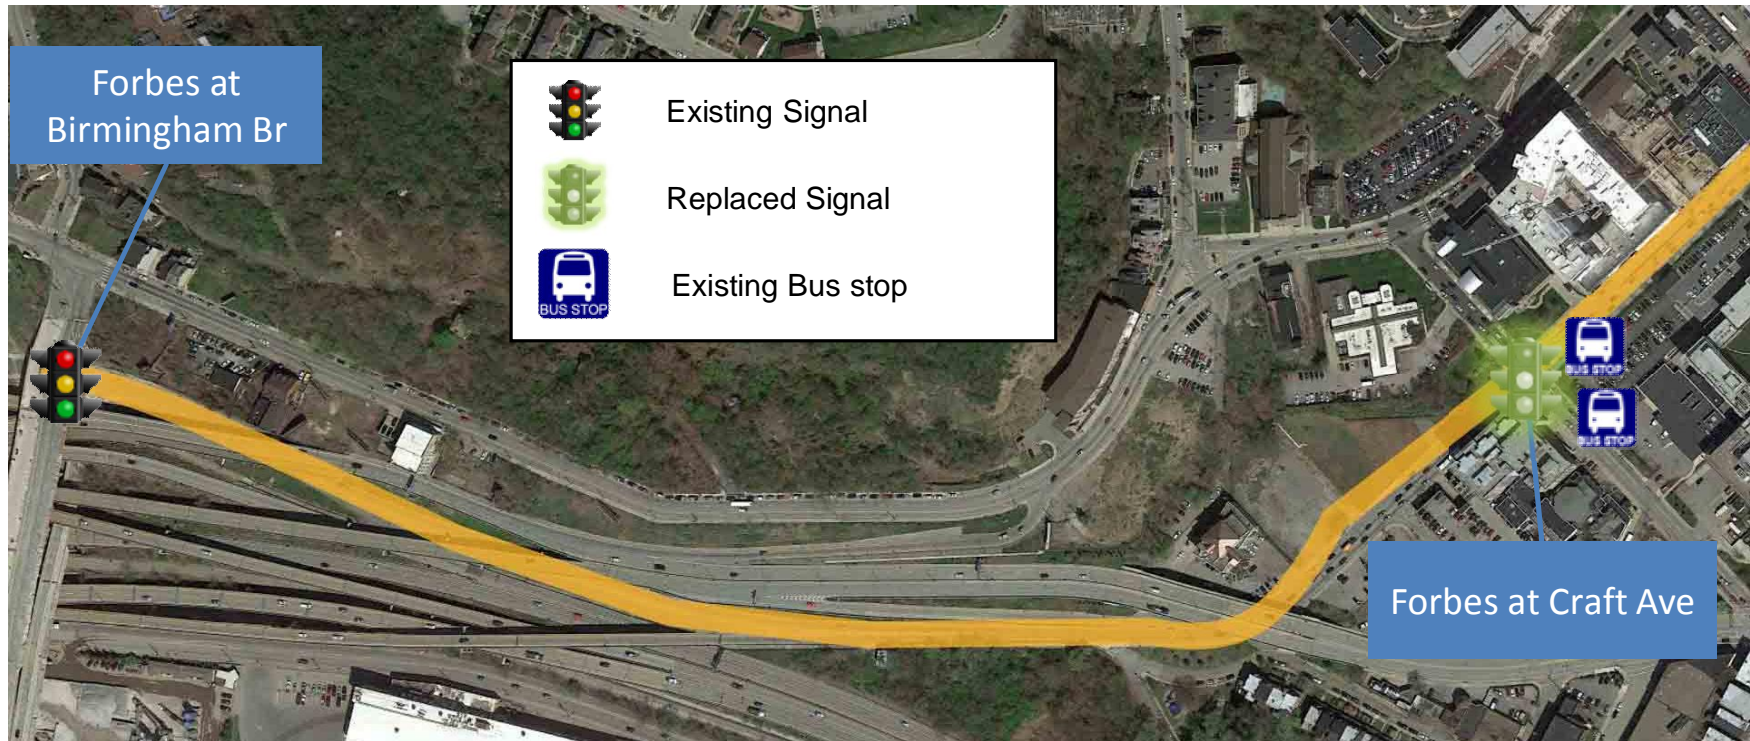 Forbes at
Birmingham Br
Existing Signal
Replaced Signal
BUS STOP
Existing Bus stop
BUS STOP
BUS STOP
Forbes at Craft Ave